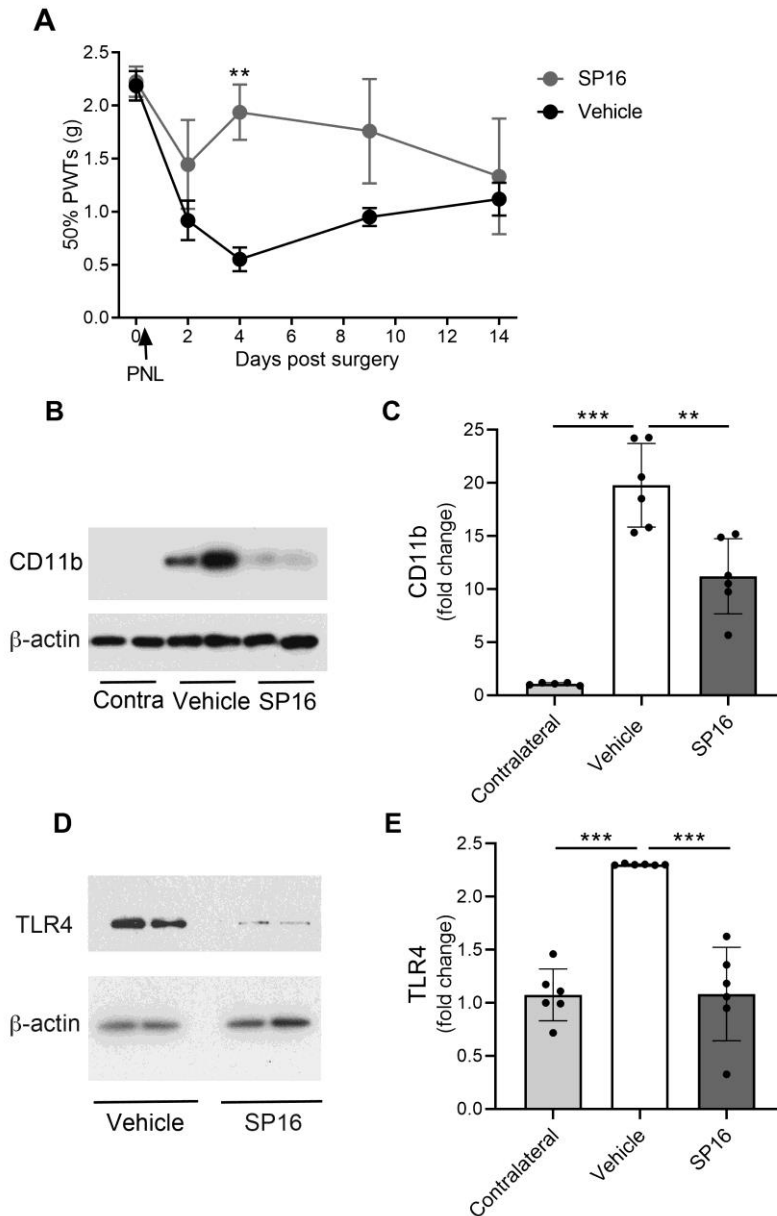 A
2.5
2.0
1.5
1.0
0.5
0.0
50% PWTs (g)
**
SP16
Vehicle
0 2 4 6 8 10 12 14
Days post surgery
PNL
B
CD11b
β-actin
Contra Vehicle SP16
C
*** **
25
20
15
10
5
0
CD11b
(fold change)
Contralateral
Vehicle
SP16
D
TLR4
β-actin
Vehicle SP16
E
*** ***
2.5
2.0
1.5
1.0
0.5
0.0
TLR4
(fold change)
Contralateral
Vehicle
SP16